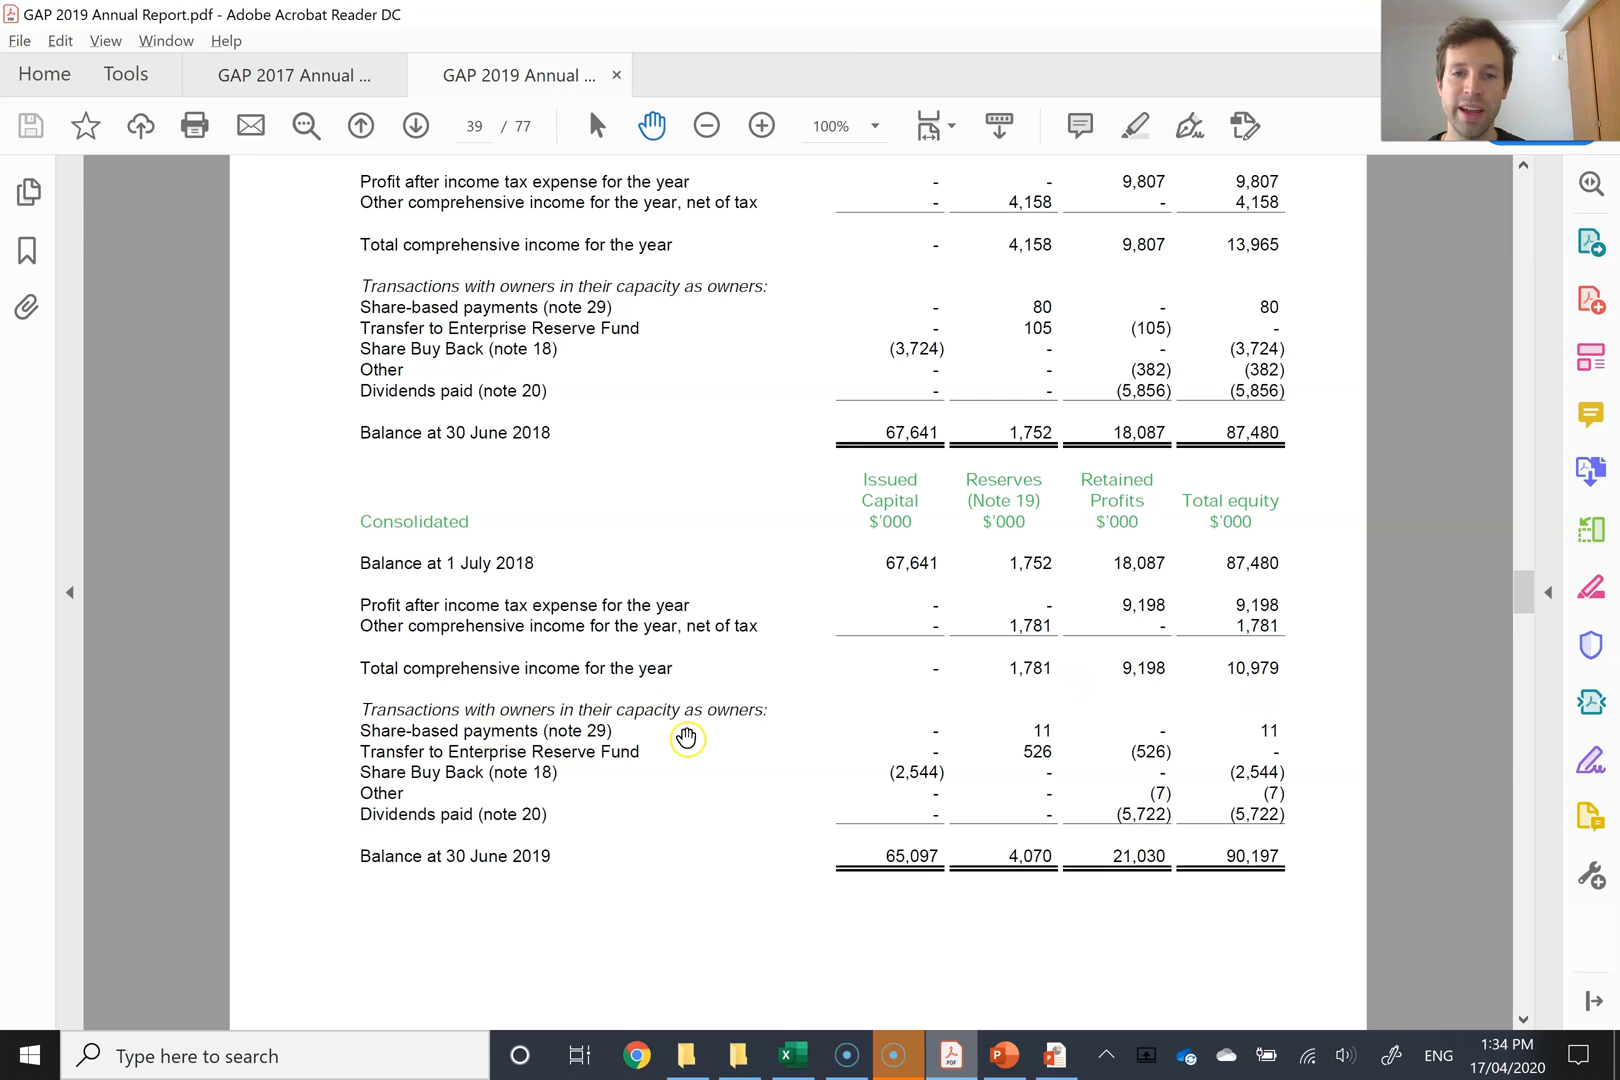 GAP 2019 Annual Report.pdf - Adobe Acrobat Reader DC
File Edit View Window Help
Home Tools GAP 2017 Annual ... GAP 2019 Annual ... ×
39 / 77 100%
Profit after income tax expense for the year - - 9,807 9,807
Other comprehensive income for the year, net of tax - 4,158 - 4,158
Total comprehensive income for the year - 4,158 9,807 13,965
Transactions with owners in their capacity as owners:
Share-based payments (note 29) - 80 - 80
Transfer to Enterprise Reserve Fund - 105 (105) -
Share Buy Back (note 18) (3,724) - - (3,724)
Other - - (382) (382)
Dividends paid (note 20) - - (5,856) (5,856)
Balance at 30 June 2018 67,641 1,752 18,087 87,480
Issued Reserves Retained
Capital (Note 19) Profits Total equity
Consolidated $'000 $'000 $'000 $'000
Balance at 1 July 2018 67,641 1,752 18,087 87,480
Profit after income tax expense for the year - - 9,198 9,198
Other comprehensive income for the year, net of tax - 1,781 - 1,781
Total comprehensive income for the year - 1,781 9,198 10,979
Transactions with owners in their capacity as owners:
Share-based payments (note 29) - 11 - 11
Transfer to Enterprise Reserve Fund - 526 (526) -
Share Buy Back (note 18) (2,544) - - (2,544)
Other - - (7) (7)
Dividends paid (note 20) - - (5,722) (5,722)
Balance at 30 June 2019 65,097 4,070 21,030 90,197
Type here to search
ENG
1:34 PM
17/04/2020